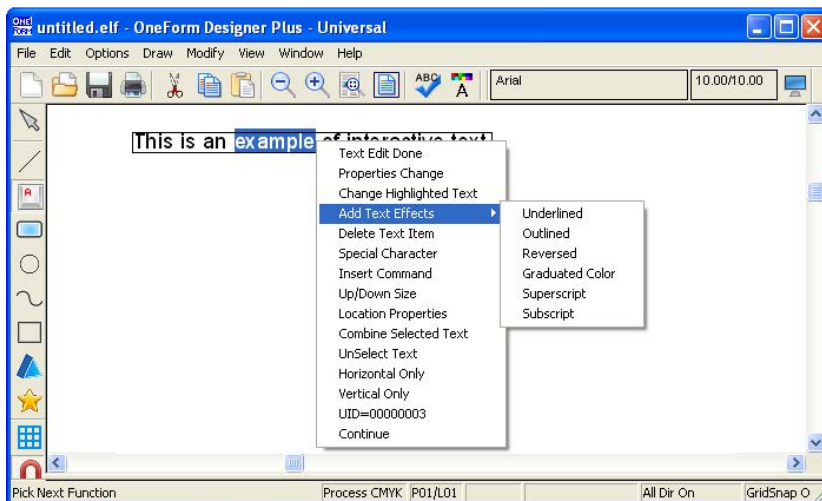 ONE!
FORM
untitled.elf - OneForm Designer Plus - Universal
File Edit Options Draw Modify View Window Help
ABC
A
Arial
10.00/10.00
A
This is an example of interactive text
Text Edit Done
Properties Change
Change Highlighted Text
Add Text Effects
Delete Text Item
Special Character
Insert Command
Up/Down Size
Location Properties
Combine Selected Text
UnSelect Text
Horizontal Only
Vertical Only
UID=00000003
Continue
Underlined
Outlined
Reversed
Graduated Color
Superscript
Subscript
Pick Next Function
Process CMYK
P01/L01
All Dir On
GridSnap O